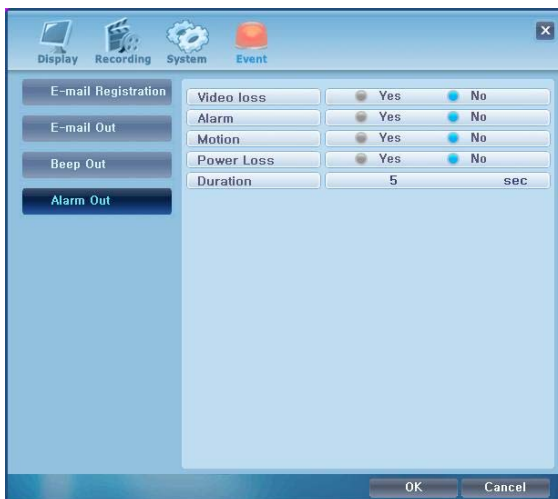 Display Recording System Event
E-mail Registration
E-mail Out
Beep Out
Alarm Out
Video loss Yes No
Alarm Yes No
Motion Yes No
Power Loss Yes No
Duration 5 sec
OK Cancel